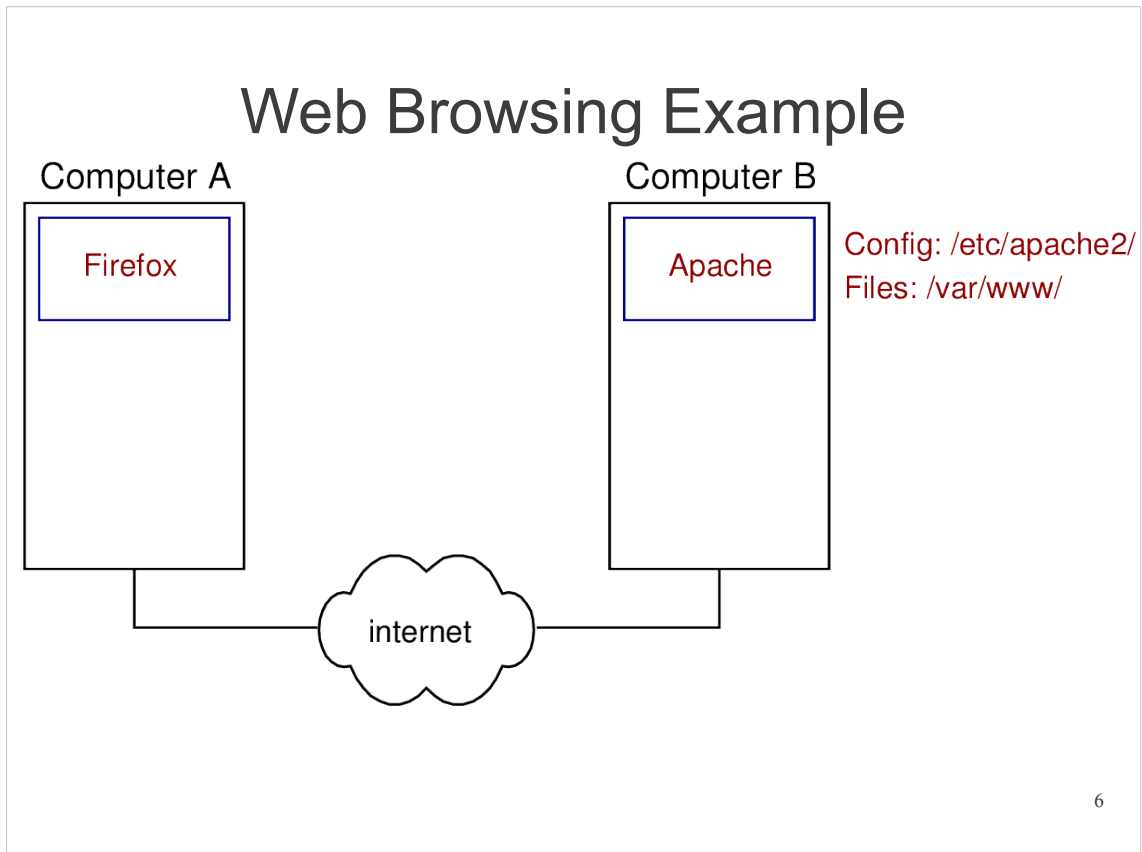 Web Browsing Example
Computer A
Computer B
Firefox
Apache
Config: /etc/apache2/
Files: /var/www/
internet
6